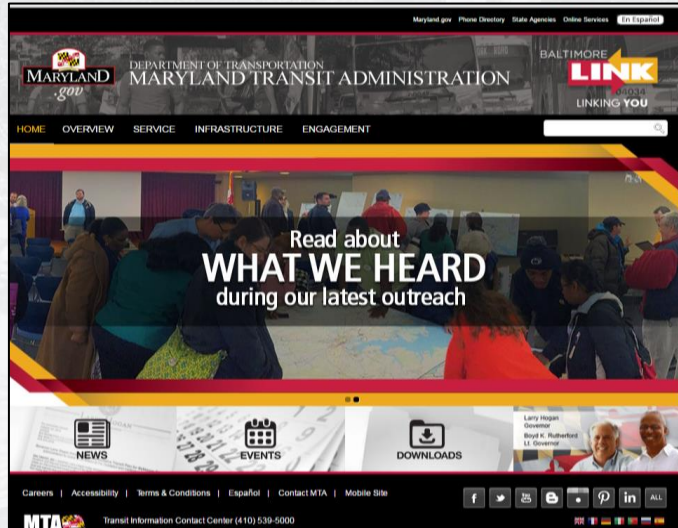 Maryland.gov Phone Directory State Agencies Online Services En Español
MARYLAND
.gov
DEPARTMENT OF TRANSPORTATION
MARYLAND TRANSIT ADMINISTRATION
BALTIMORE
LINK
04034
LINKING YOU
HOME OVERVIEW SERVICE INFRASTRUCTURE ENGAGEMENT
Read about
WHAT WE HEARD
during our latest outreach
NEWS
EVENTS
DOWNLOADS
Larry Hogan
Governor
Boyd K. Rutherford
Lt. Governor
Careers | Accessibility | Terms & Conditions | Español | Contact MTA | Mobile Site
f in ALL
MTA Transit Information Contact Center (410) 539-5000